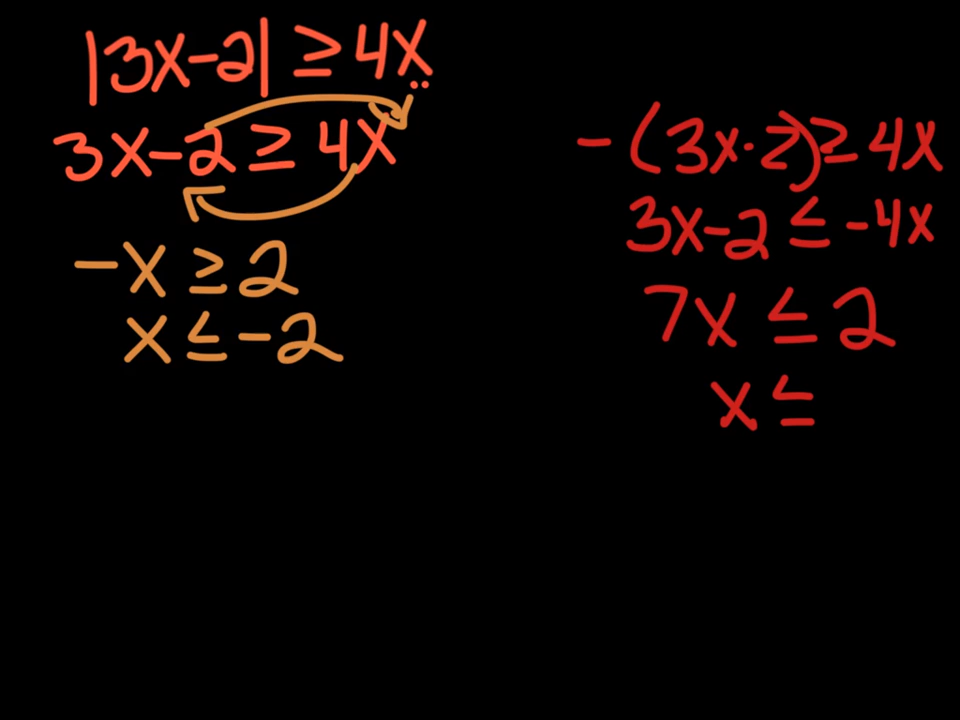 |3x-2| ≥ 4x
3x-2 ≥ 4x
-x ≥ 2
x ≤ -2
-(3x-2) ≥ 4x
3x-2 ≤ -4x
7x ≤ 2
x ≤